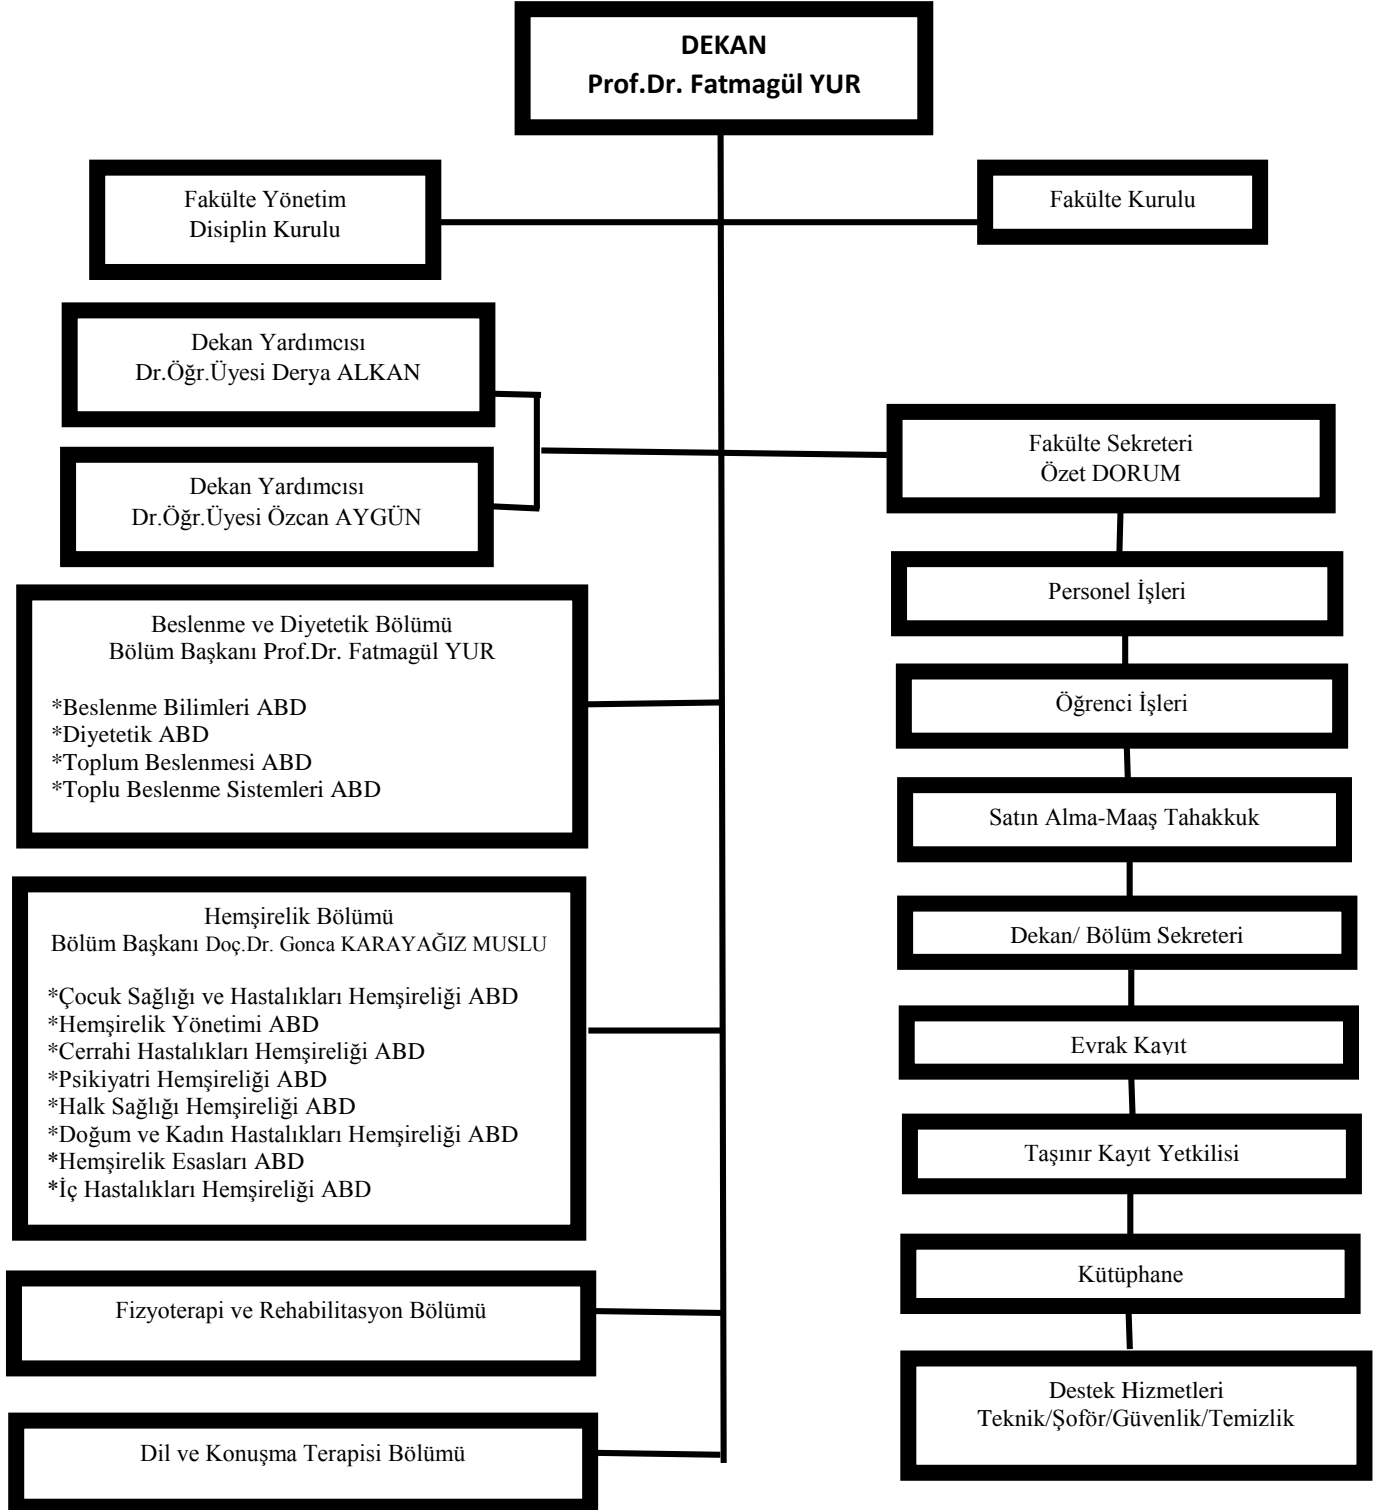 DEKAN
Prof.Dr. Fatmagül YUR
Fakülte Yönetim
Disiplin Kurulu
Fakülte Kurulu
Dekan Yardımcısı
Dr.Öğr.Üyesi Derya ALKAN
Dekan Yardımcısı
Dr.Öğr.Üyesi Özcan AYGÜN
Beslenme ve Diyetetik Bölümü
Bölüm Başkanı Prof.Dr. Fatmagül YUR
*Beslenme Bilimleri ABD
*Diyetetik ABD
*Toplum Beslenmesi ABD
*Toplu Beslenme Sistemleri ABD
Hemşirelik Bölümü
Bölüm Başkanı Doç.Dr. Gonca KARAYAĞIZ MUSLU
*Çocuk Sağlığı ve Hastalıkları Hemşireliği ABD
*Hemşirelik Yönetimi ABD
*Cerrahi Hastalıkları Hemşireliği ABD
*Psikiyatri Hemşireliği ABD
*Halk Sağlığı Hemşireliği ABD
*Doğum ve Kadın Hastalıkları Hemşireliği ABD
*Hemşirelik Esasları ABD
*İç Hastalıkları Hemşireliği ABD
Fizyoterapi ve Rehabilitasyon Bölümü
Dil ve Konuşma Terapisi Bölümü
Fakülte Sekreteri
Özet DORUM
Personel İşleri
Öğrenci İşleri
Satın Alma-Maaş Tahakkuk
Dekan/ Bölüm Sekreteri
Evrak Kayıt
Taşınır Kayıt Yetkilisi
Kütüphane
Destek Hizmetleri
Teknik/Şoför/Güvenlik/Temizlik